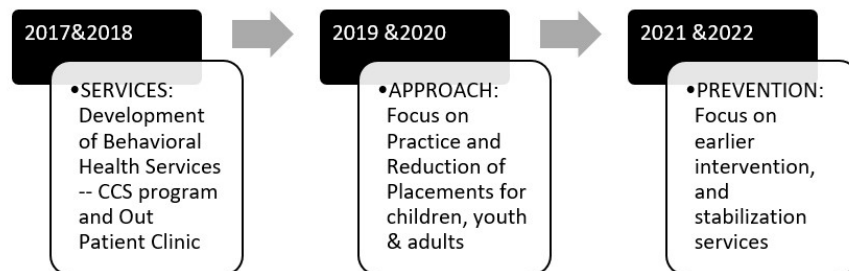 2017&2018
•SERVICES:
Development
of Behavioral
Health Services
-- CCS program
and Out
Patient Clinic
2019 &2020
•APPROACH:
Focus on
Practice and
Reduction of
Placements for
children, youth
& adults
2021 &2022
•PREVENTION:
Focus on
earlier
intervention,
and
stabilization
services